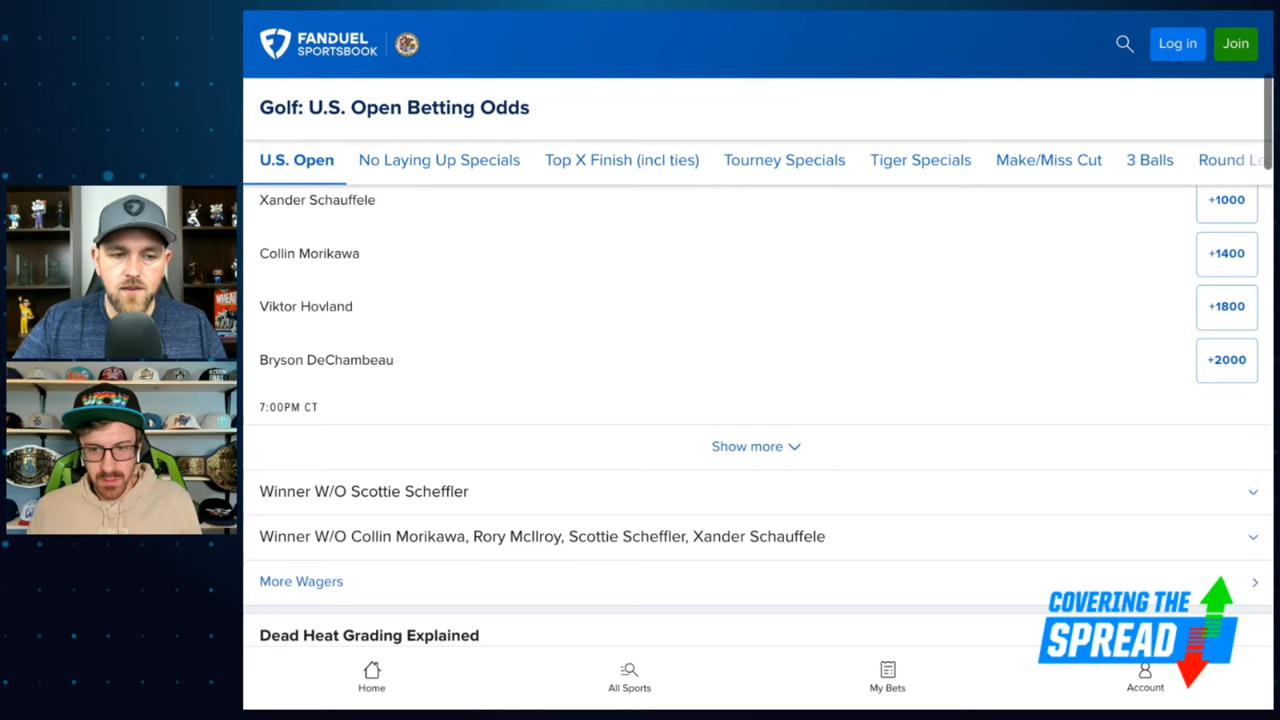 FANDUEL
SPORTSBOOK
Log in
Join
Golf: U.S. Open Betting Odds
U.S. Open
No Laying Up Specials
Top X Finish (incl ties)
Tourney Specials
Tiger Specials
Make/Miss Cut
3 Balls
Round Le
Xander Schauffele
+1000
Collin Morikawa
+1400
Viktor Hovland
+1800
Bryson DeChambeau
+2000
7:00PM CT
Show more
Winner W/O Scottie Scheffler
Winner W/O Collin Morikawa, Rory McIlroy, Scottie Scheffler, Xander Schauffele
More Wagers
Dead Heat Grading Explained
COVERING THE
SPREAD
Home
All Sports
My Bets
Account